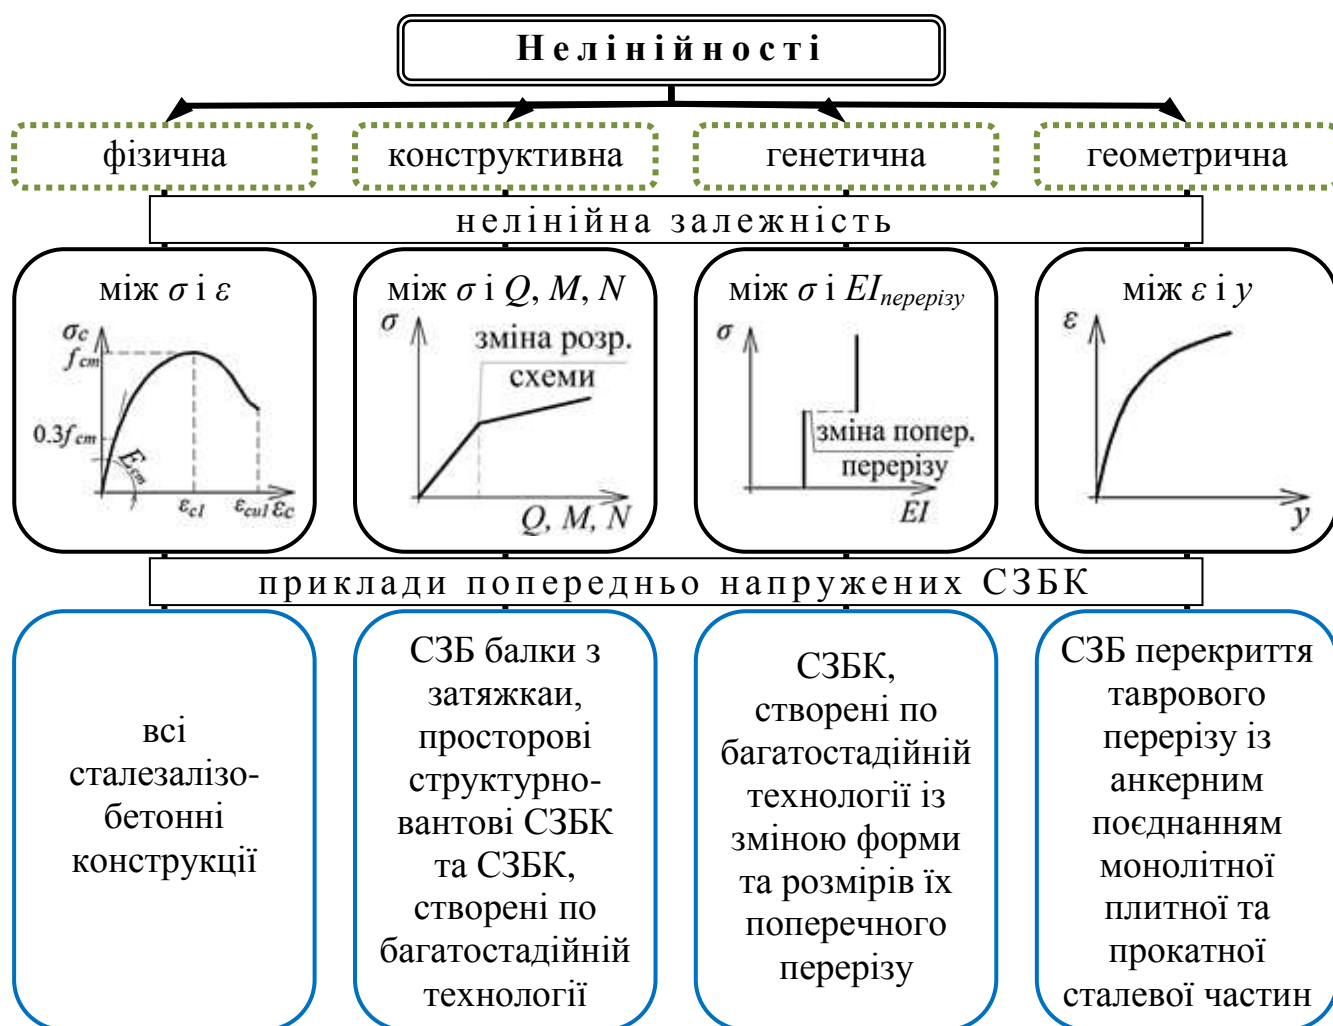 Нелінійності
фізична
конструктивна
генетична
геометрична
нелінійна залежність
між σ і ε
σc
fcm
0.3fcm
Ecm
εc1
εcu1 εc
між σ і Q, M, N
σ
зміна розр.
схеми
Q, M, N
між σ і EIперерізу
σ
зміна попер.
перерізу
EI
між ε і y
ε
y
приклади попередньо напружених СЗБК
всі
сталезалізо-
бетонні
конструкції
СЗБ балки з
затяжкаи,
просторові
структурно-
вантові СЗБК
та СЗБК,
створені по
багатостадійній
технології
СЗБК,
створені по
багатостадійній
технології із
зміною форми
та розмірів їх
поперечного
перерізу
СЗБ перекриття
таврового
перерізу із
анкерним
поєднанням
монолітної
плитної та
прокатної
сталевої частин